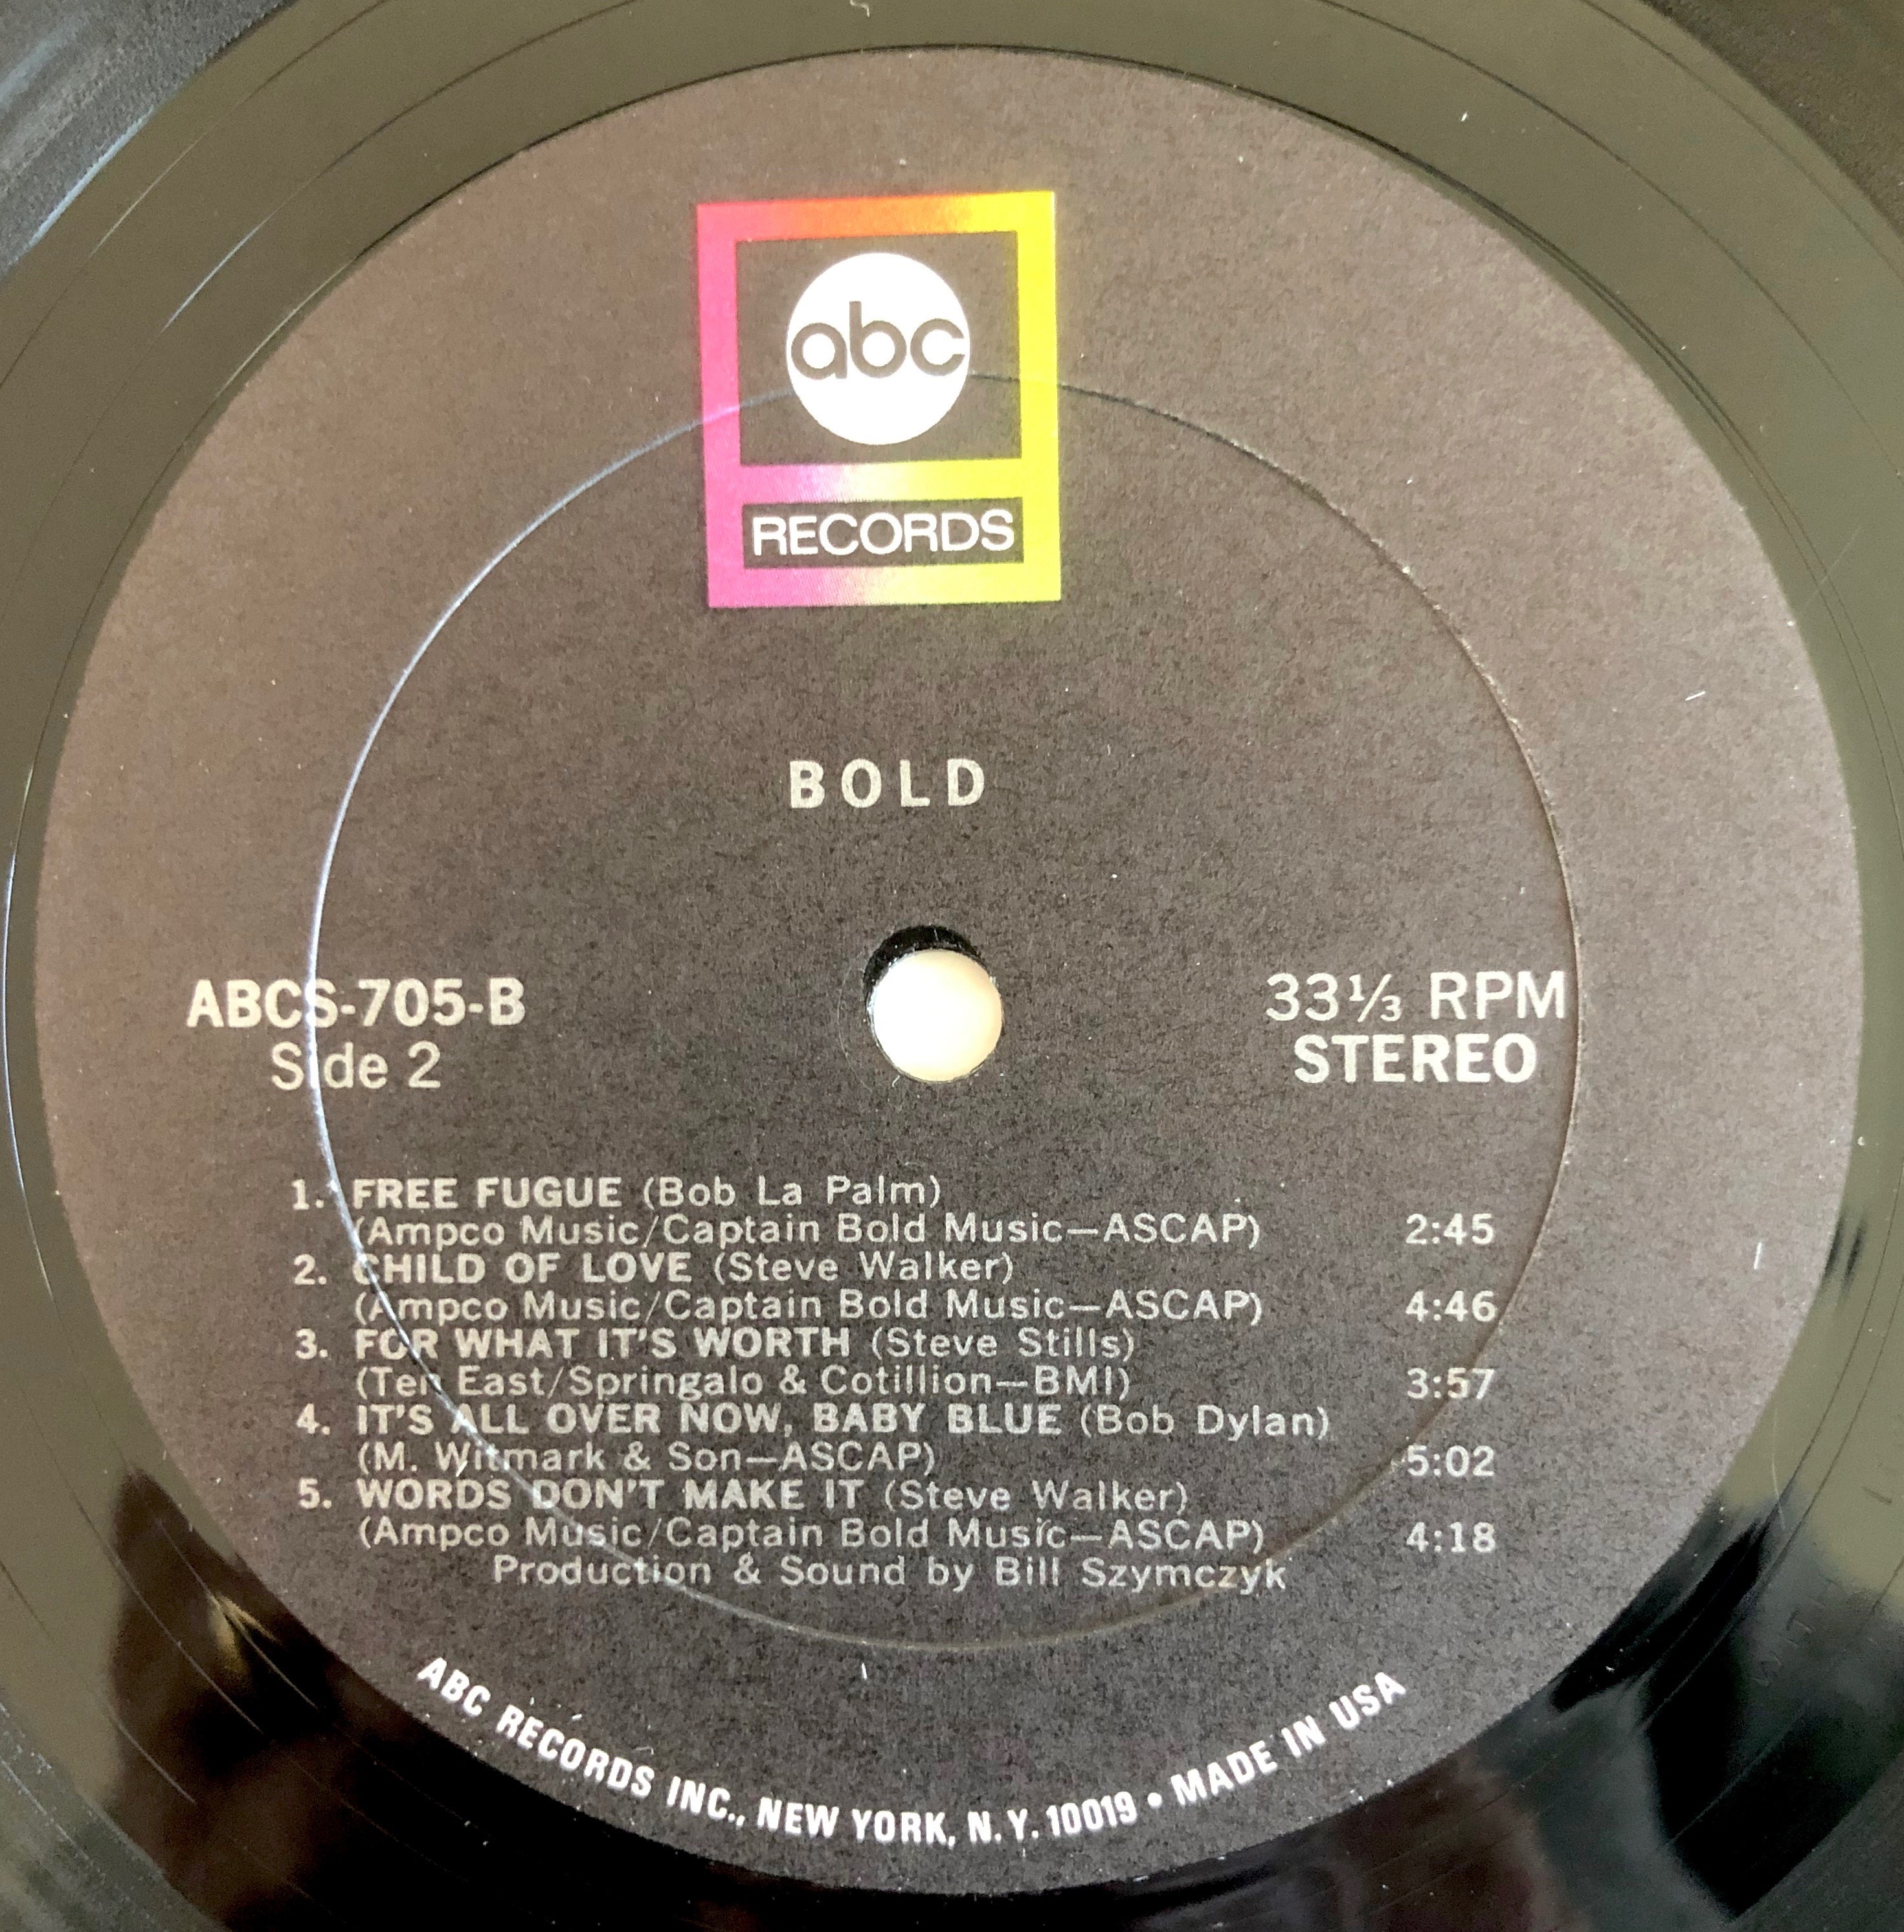 abc
RECORDS
BOLD
ABCS-705-B
Side 2
33⅓ RPM
STEREO
1. FREE FUGUE (Bob La Palm)
(Ampco Music/Captain Bold Music—ASCAP) 2:45
2. CHILD OF LOVE (Steve Walker)
(Ampco Music/Captain Bold Music—ASCAP) 4:46
3. FOR WHAT IT'S WORTH (Steve Stills)
(Ten East/Springalo & Cotillion—BMI) 3:57
4. IT'S ALL OVER NOW, BABY BLUE (Bob Dylan)
(M. Witmark & Son—ASCAP) 5:02
5. WORDS DON'T MAKE IT (Steve Walker)
(Ampco Music/Captain Bold Music—ASCAP) 4:18
Production & Sound by Bill Szymczyk
ABC RECORDS INC., NEW YORK, N.Y. 10019 • MADE IN USA